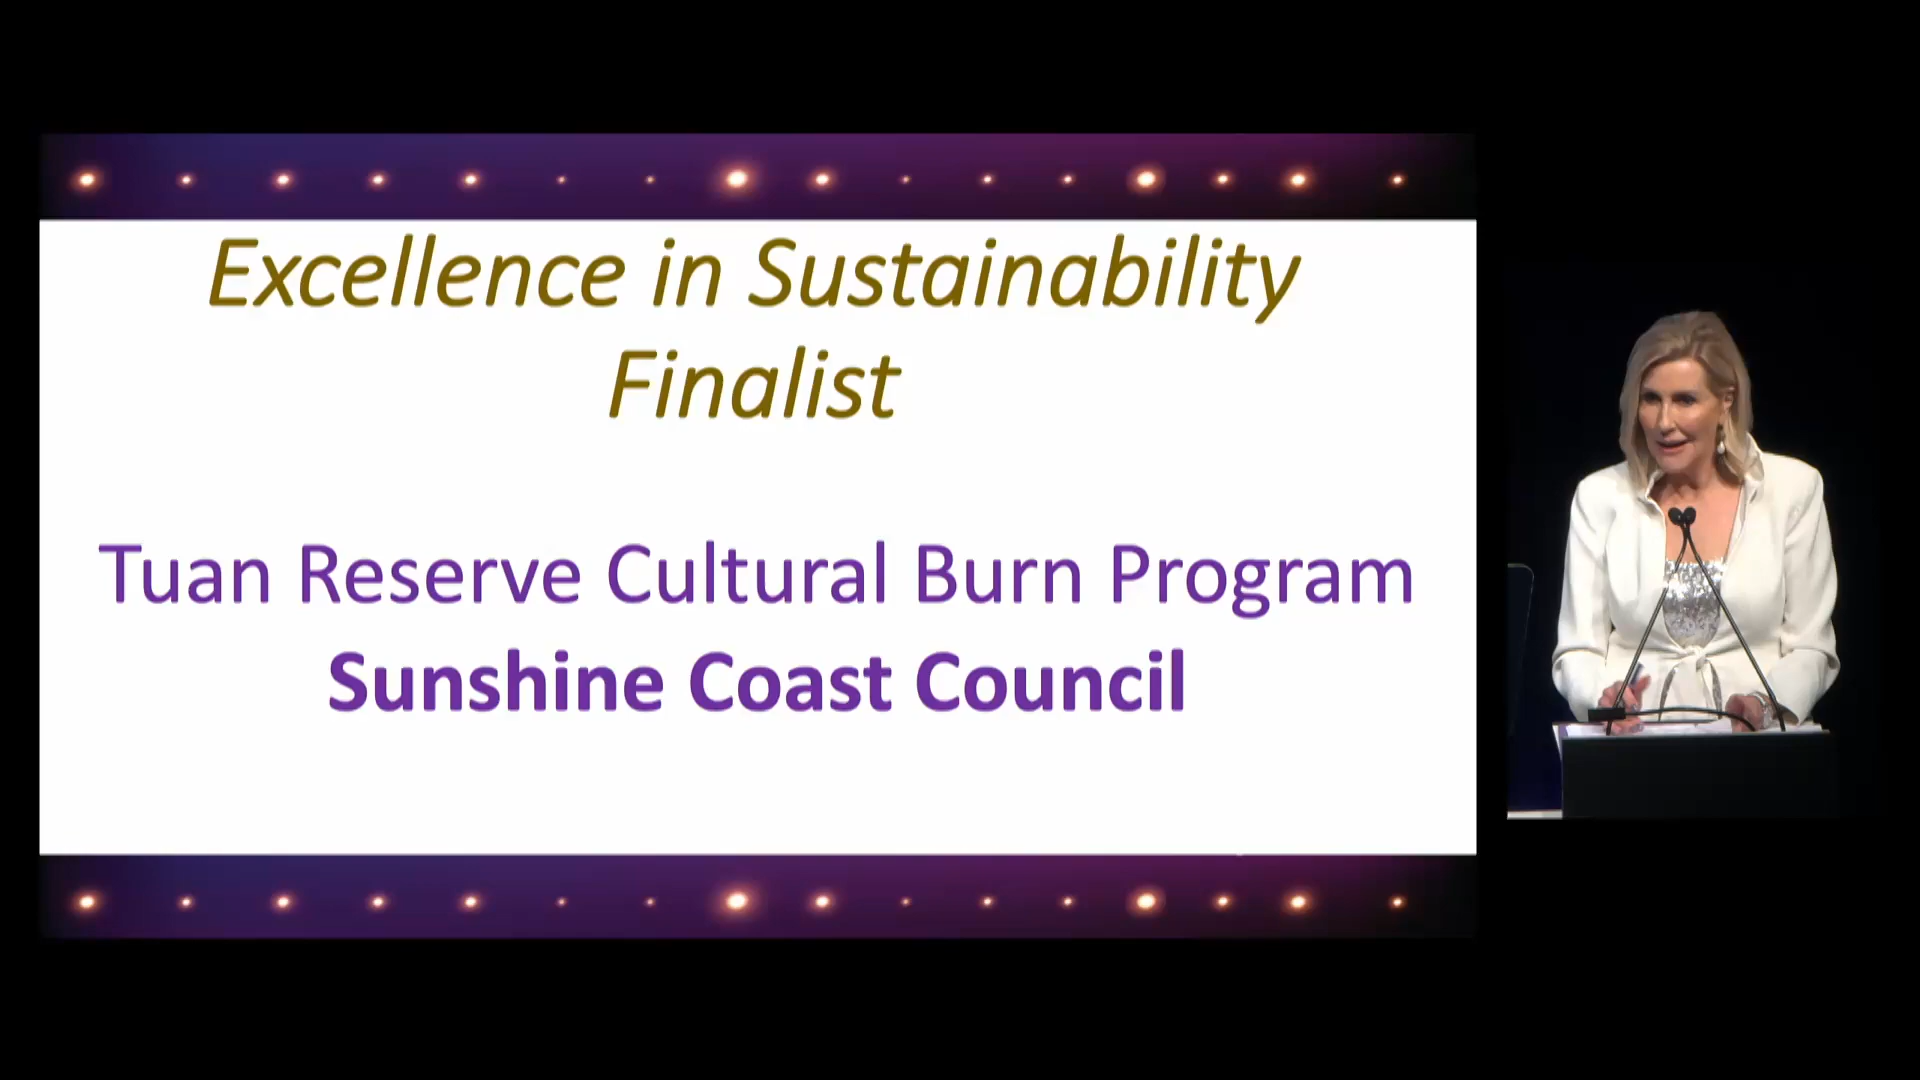 Excellence in Sustainability
Finalist
Tuan Reserve Cultural Burn Program
Sunshine Coast Council